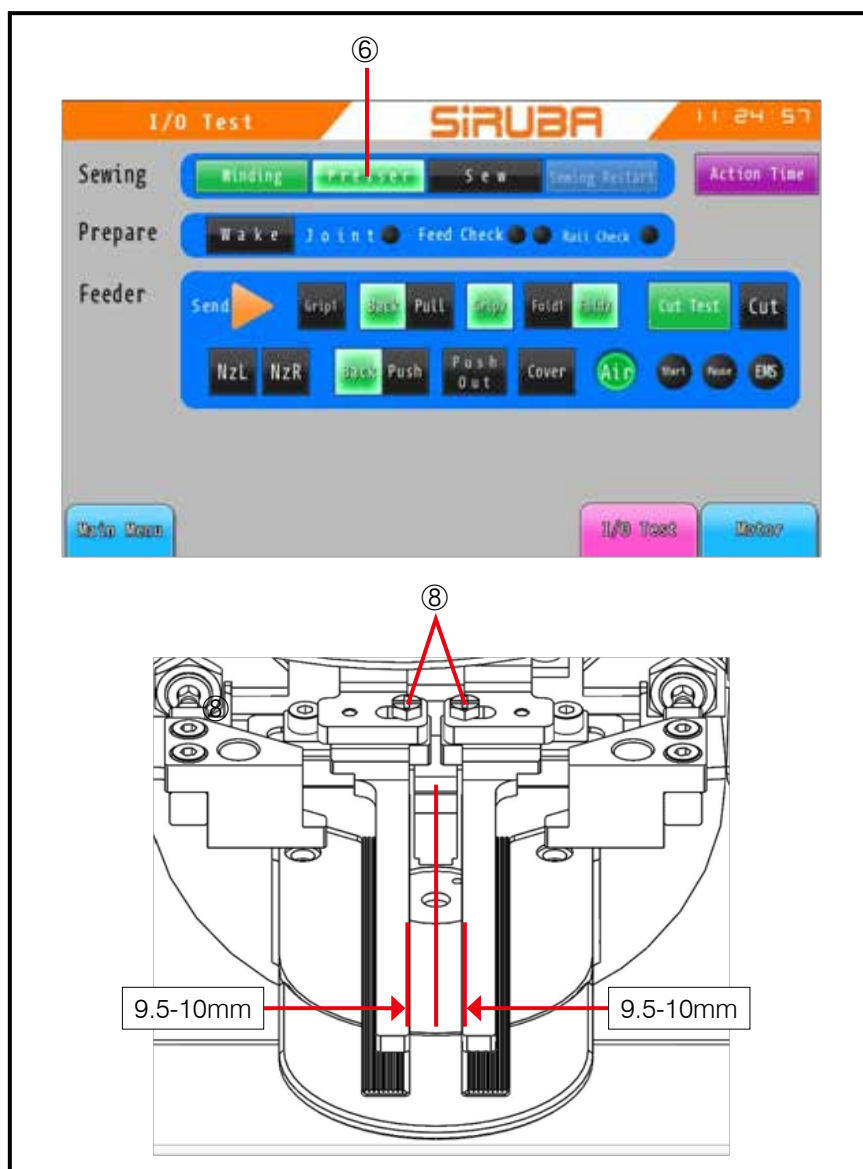 ⑥
I/O Test SiRUBA 11 24 57
Sewing Winding Presser Sew Sewing Restart Action Time
Prepare Wake Joint Feed Check Rail Check
Feeder Send Grip1 Back Pull Grip2 Fold1 Fold2 Cut Test Cut
NzL NzR Back Push Push Out Cover Air Start Pause EMS
Main Menu I/O Test Motor
⑧
⑧
9.5-10mm 9.5-10mm